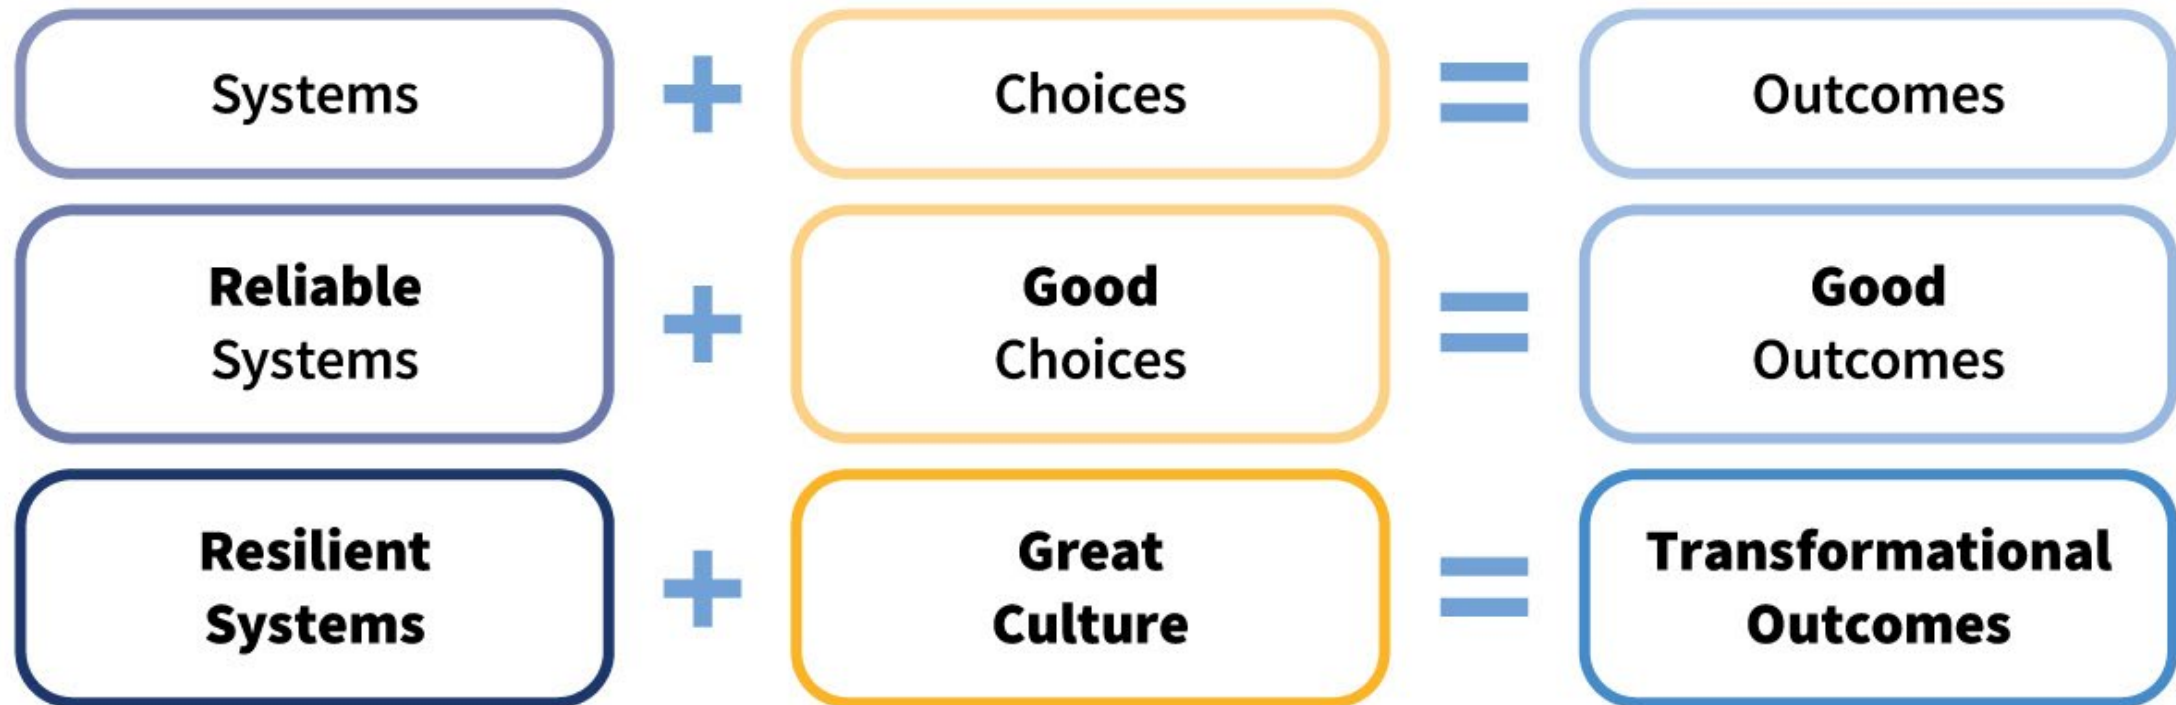 Systems + Choices = Outcomes
Reliable Systems + Good Choices = Good Outcomes
Resilient Systems + Great Culture = Transformational Outcomes